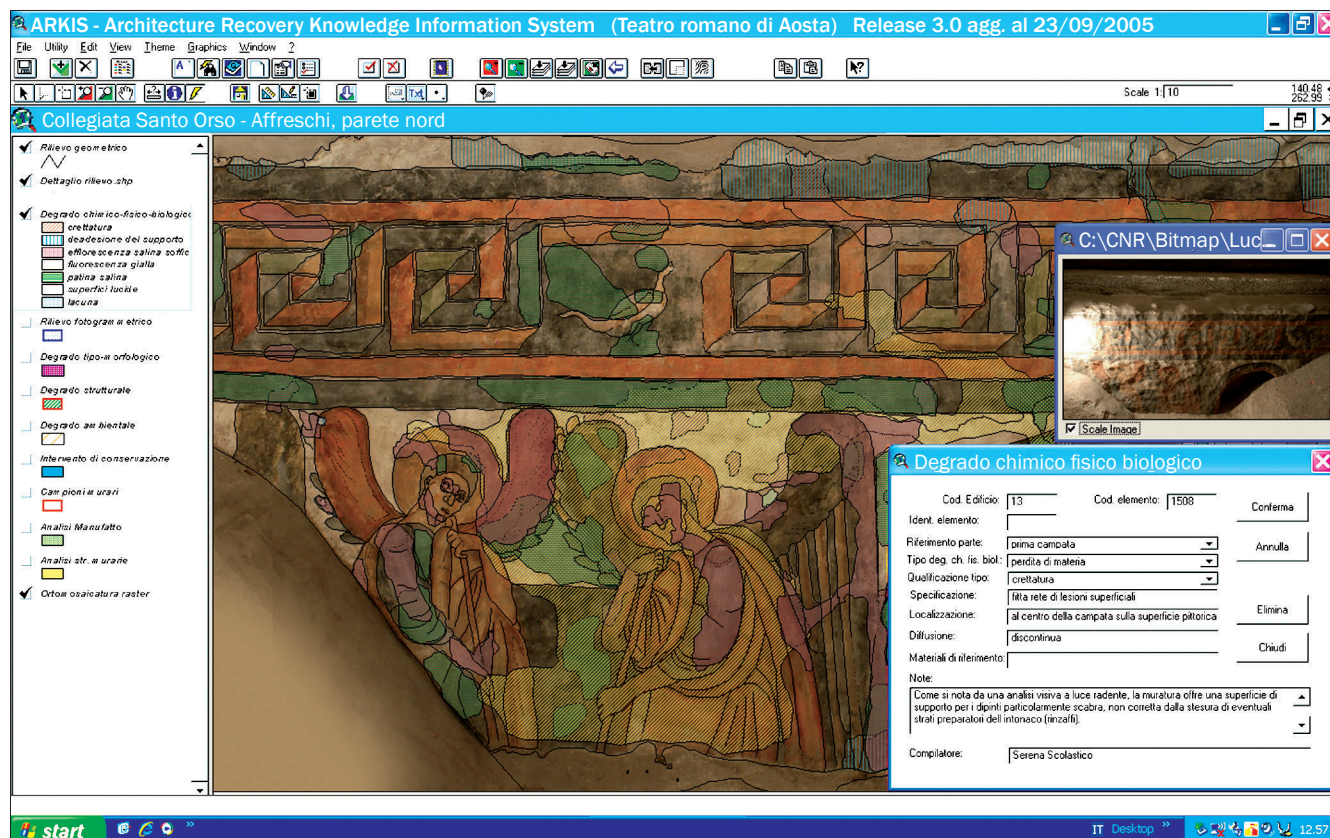 ARKIS - Architecture Recovery Knowledge Information System (Teatro romano di Aosta) Release 3.0 agg. al 23/09/2005
File Utility Edit View Theme Graphics Window ?
Scale 1: 10
140.48
262.99
Collegiata Santo Orso - Affreschi, parete nord
Rilievo geometrico
Dettaglio rilievo.shp
Degrado chimico-fisico-biologico
crettatura
deadesione del supporto
efflorescenza salina soffic
fluorescenza gialla
patina salina
superfici lucide
lacuna
Rilievo fotogrammetrico
Degrado tipo-morfologico
Degrado strutturale
Degrado ambientale
Intervento di conservazione
Campioni murari
Analisi Manufatto
Analisi str. murarie
Ortomosaicatura raster
C:\CNR\Bitmap\Luc
Scale Image
Degrado chimico fisico biologico
Cod. Edificio: 13 Cod. elemento: 1508
Ident. elemento:
Riferimento parte: prima campata
Tipo deg. ch. fis. biol.: perdita di materia
Qualificazione tipo: crettatura
Specificazione: fitta rete di lesioni superficiali
Localizzazione: al centro della campata sulla superficie pittorica
Diffusione: discontinua
Materiali di riferimento:
Note:
Come si nota da una analisi visiva a luce radente, la muratura offre una superficie di
supporto per i dipinti particolarmente scabra, non corretta dalla stesura di eventuali
strati preparatori dell intonaco (rinzaffi).
Compilatore: Serena Scolastico
Conferma
Annulla
Elimina
Chiudi
start
IT Desktop
12.57